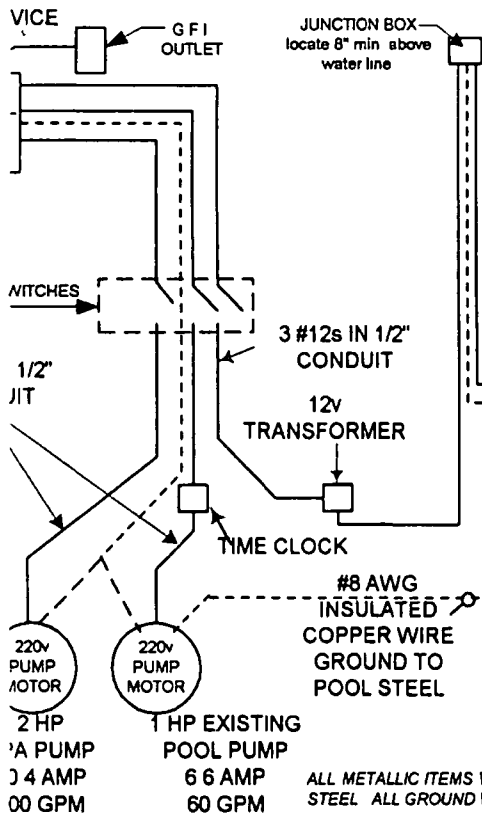 VICE
G F I
OUTLET
JUNCTION BOX
locate 8" min above
water line
WITCHES
3 #12s IN 1/2"
CONDUIT
1/2"
UIT
12v
TRANSFORMER
TIME CLOCK
#8 AWG
INSULATED
COPPER WIRE
GROUND TO
POOL STEEL
220v
PUMP
MOTOR
220v
PUMP
MOTOR
2 HP
PA PUMP
0 4 AMP
00 GPM
1 HP EXISTING
POOL PUMP
6 6 AMP
60 GPM
ALL METALLIC ITEMS
STEEL ALL GROUND